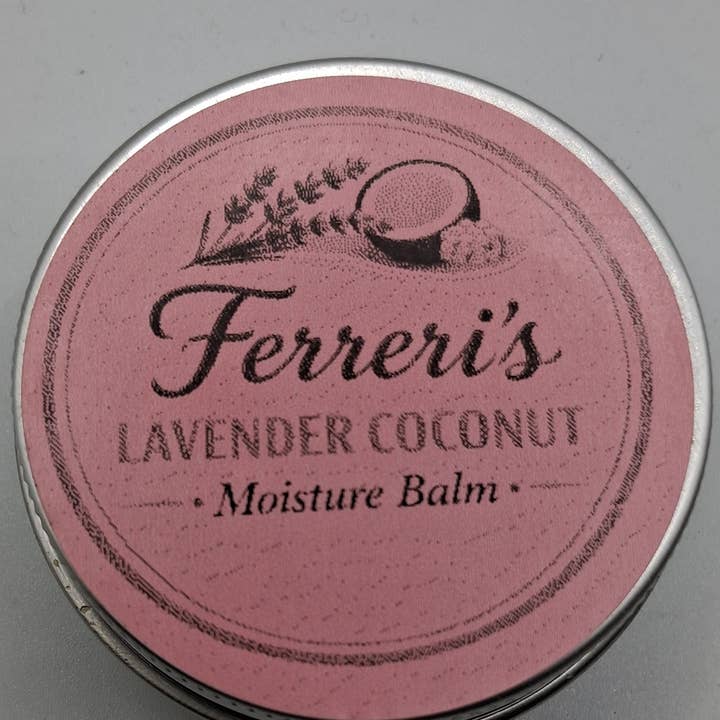 Ferreri's
LAVENDER COCONUT
• Moisture Balm •